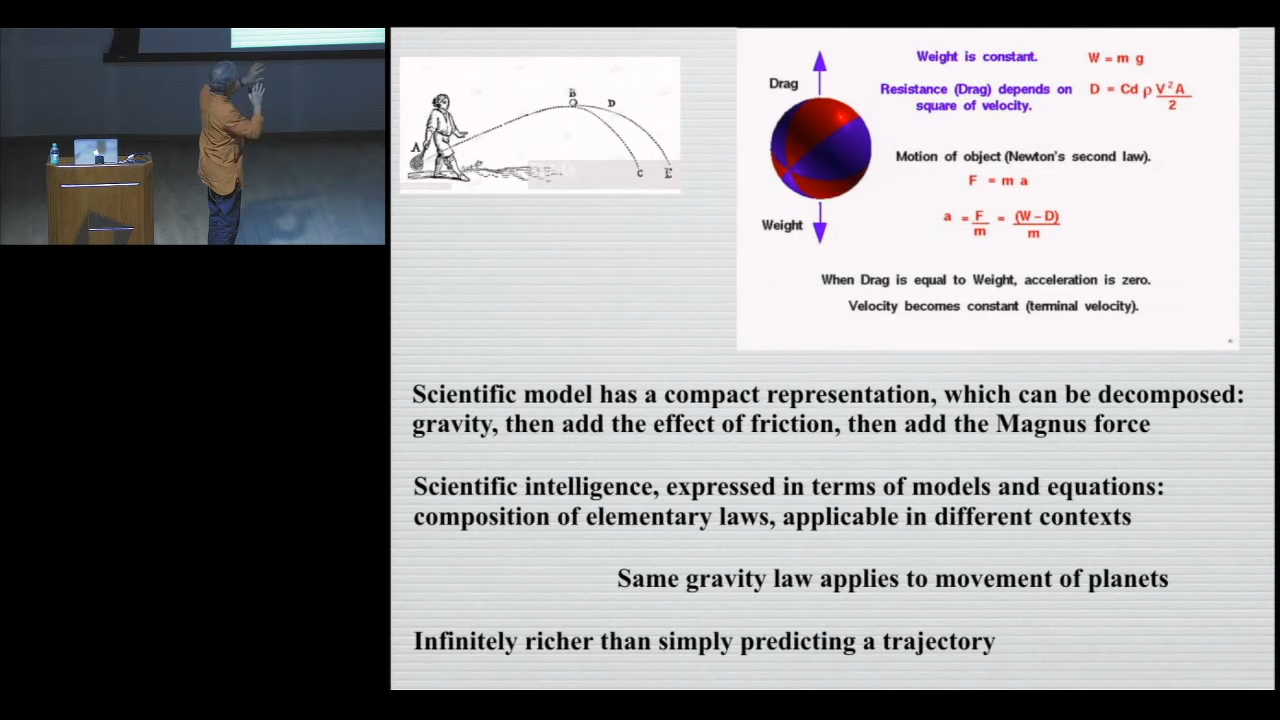 A
B
D
C
E
Drag
Weight
Weight is constant.
W = m g
Resistance (Drag) depends on
square of velocity.
D = Cd ρ V²A
2
Motion of object (Newton's second law).
F = m a
a = F = (W – D)
m m
When Drag is equal to Weight, acceleration is zero.
Velocity becomes constant (terminal velocity).
Scientific model has a compact representation, which can be decomposed:
gravity, then add the effect of friction, then add the Magnus force
Scientific intelligence, expressed in terms of models and equations:
composition of elementary laws, applicable in different contexts
Same gravity law applies to movement of planets
Infinitely richer than simply predicting a trajectory